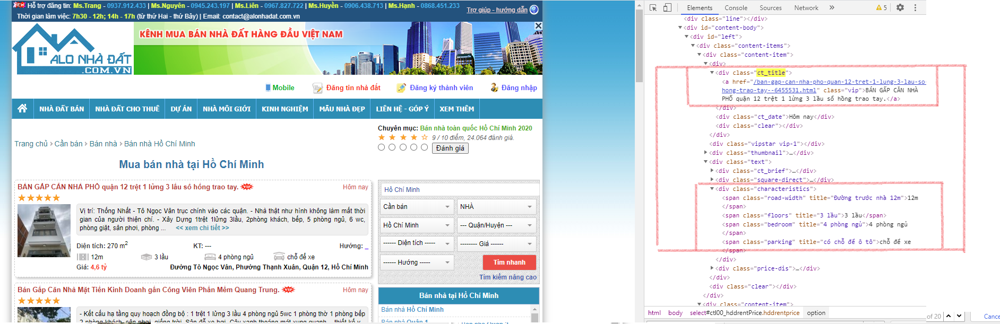 NEW Hỗ trợ đăng tin: Ms.Trang - 0937.912.433 | Ms.Nguyên - 0945.243.197 | Ms.Liên - 0967.827.722 | Ms.Huyền - 0906.438.713 | Ms.Hạnh - 0868.451.233
Trợ giúp - hướng dẫn ?
Thời gian làm việc: 7h30 - 12h; 14h - 17h (từ thứ Hai - thứ Bảy) | Email: contact@alonhadat.com.vn
ALO NHÀ ĐẤT
.COM.VN
KÊNH MUA BÁN NHÀ ĐẤT HÀNG ĐẦU VIỆT NAM
Mobile Đăng tin nhà đất Đăng ký thành viên Đăng nhập
NHÀ ĐẤT BÁN NHÀ ĐẤT CHO THUÊ DỰ ÁN NHÀ MÔI GIỚI KINH NGHIỆM MẪU NHÀ ĐẸP LIÊN HỆ - GÓP Ý XEM THÊM
Chuyên mục: Bán nhà toàn quốc Hồ Chí Minh 2020
9 / 10 điểm, 24.064 đánh giá.
Đánh giá
Trang chủ > Cần bán > Bán nhà > Bán nhà Hồ Chí Minh
Mua bán nhà tại Hồ Chí Minh
BÁN GẤP CĂN NHÀ PHỐ quận 12 trệt 1 lửng 3 lầu sổ hồng trao tay. VIP
Hôm nay
Vị trí: Thống Nhất - Tô Ngọc Vân trục chính vào các quận. - Nhà thật như hình không làm mất thời
gian của người thiện chí. - Xây Dựng 1trệt 1lửng 3lầu, 2phòng khách, bếp, 5 phòng ngủ, 6 wc,
phòng giặt, sân phơi, phòng ... << xem chi tiết >>
Diện tích: 270 m2 KT: --- Hướng: _
12m 3 lầu 4 phòng ngủ chỗ để xe
Giá: 4,6 tỷ Đường Tô Ngọc Vân, Phường Thạnh Xuân, Quận 12, Hồ Chí Minh
Bán Gấp Căn Nhà Mặt Tiền Kinh Doanh gần Công Viên Phần Mềm Quang Trung. VIP
Hôm nay
- Kết cấu hạ tầng quy hoạch đồng bộ : 1 trệt 1 lửng 3 lầu 4 phòng ngủ 5wc 1 phòng thờ 1 phòng bếp
Hồ Chí Minh
Cần bán NHÀ
Hồ Chí Minh --- Quận/Huyện ---
------ Diện tích ----- -------- Giá ------
------ Hướng ----- Tìm nhanh
Tìm kiếm nâng cao
Bán nhà tại Hồ Chí Minh
Bán nhà Hồ Chí Minh
Bán nhà Quận 1
Bán nhà Quận 2
Elements Console Sources Network » 5
<div class="line"></div>
<div id="content-body">
<div id="left">
<div class="content-items">
<div class="content-item">
<div>
<div class="ct_title">
<a href="/ban-gap-can-nha-pho-quan-12-tret-1-lung-3-lau-so-
hong-trao-tay--6455531.html" class="vip">BÁN GẤP CĂN NHÀ
PHỐ quận 12 trệt 1 lửng 3 lầu sổ hồng trao tay.</a>
</div>
<div class="ct_date">Hôm nay</div>
<div class="clear"></div>
</div>
<div class="vipstar vip-1"></div>
<div class="thumbnail">…</div>
<div class="text">
<div class="ct_brief">…</div>
<div class="square-direct">…</div>
<div class="characteristics">
<span class="road-width" title="Đường trước nhà 12m">12m
</span>
<span class="floors" title="3 lầu">3 lầu</span>
<span class="bedroom" title="4 phòng ngủ">4 phòng ngủ
</span>
<span class="parking" title="có chỗ để ô tô">chỗ để xe
</span>
</div>
<div class="price-dis">…</div>
</div>
<div class="clear"></div>
</div>
<div class="content-item">
html body select#ctl00_hddrentPrice.hddrentprice option
of 20
Cance